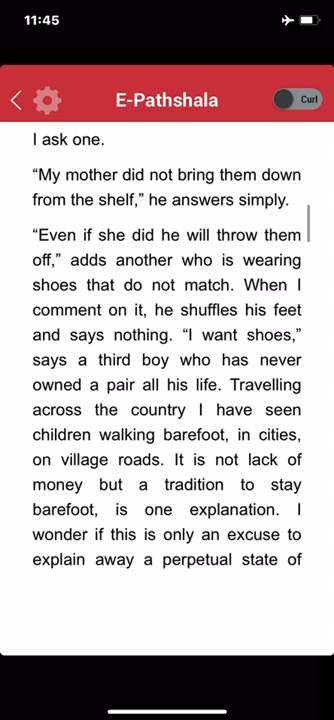 11:45
E-Pathshala
Curl
I ask one.
“My mother did not bring them down
from the shelf,” he answers simply.
“Even if she did he will throw them
off,” adds another who is wearing
shoes that do not match. When I
comment on it, he shuffles his feet
and says nothing. “I want shoes,”
says a third boy who has never
owned a pair all his life. Travelling
across the country I have seen
children walking barefoot, in cities,
on village roads. It is not lack of
money but a tradition to stay
barefoot, is one explanation. I
wonder if this is only an excuse to
explain away a perpetual state of